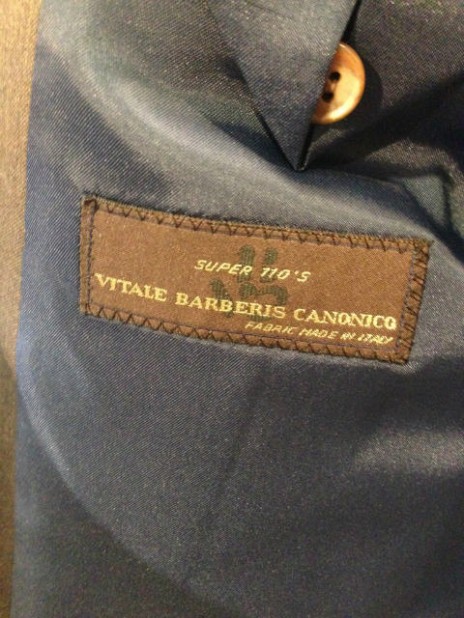 SUPER 110'S
VITALE BARBERIS CANONICO
FABRIC MADE IN ITALY